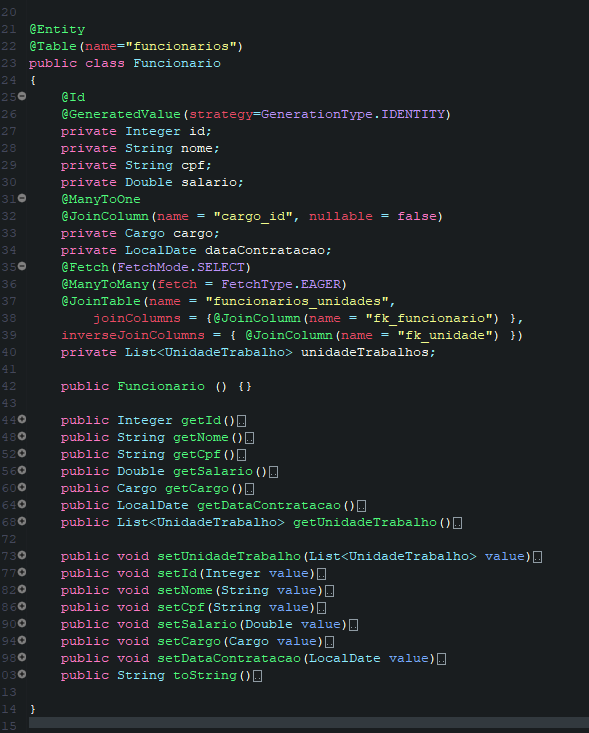 20
21 @Entity
22 @Table(name="funcionarios")
23 public class Funcionario
24 {
25 @Id
26 @GeneratedValue(strategy=GenerationType.IDENTITY)
27 private Integer id;
28 private String nome;
29 private String cpf;
30 private Double salario;
31 @ManyToOne
32 @JoinColumn(name = "cargo_id", nullable = false)
33 private Cargo cargo;
34 private LocalDate dataContratacao;
35 @Fetch(FetchMode.SELECT)
36 @ManyToMany(fetch = FetchType.EAGER)
37 @JoinTable(name = "funcionarios_unidades",
38 joinColumns = {@JoinColumn(name = "fk_funcionario") },
39 inverseJoinColumns = { @JoinColumn(name = "fk_unidade") })
40 private List<UnidadeTrabalho> unidadeTrabalhos;
41
42 public Funcionario () {}
43
44 public Integer getId()
48 public String getNome()
52 public String getCpf()
56 public Double getSalario()
60 public Cargo getCargo()
64 public LocalDate getDataContratacao()
68 public List<UnidadeTrabalho> getUnidadeTrabalho()
72
73 public void setUnidadeTrabalho(List<UnidadeTrabalho> value)
77 public void setId(Integer value)
82 public void setNome(String value)
86 public void setCpf(String value)
90 public void setSalario(Double value)
94 public void setCargo(Cargo value)
98 public void setDataContratacao(LocalDate value)
03 public String toString()
13
14 }
15